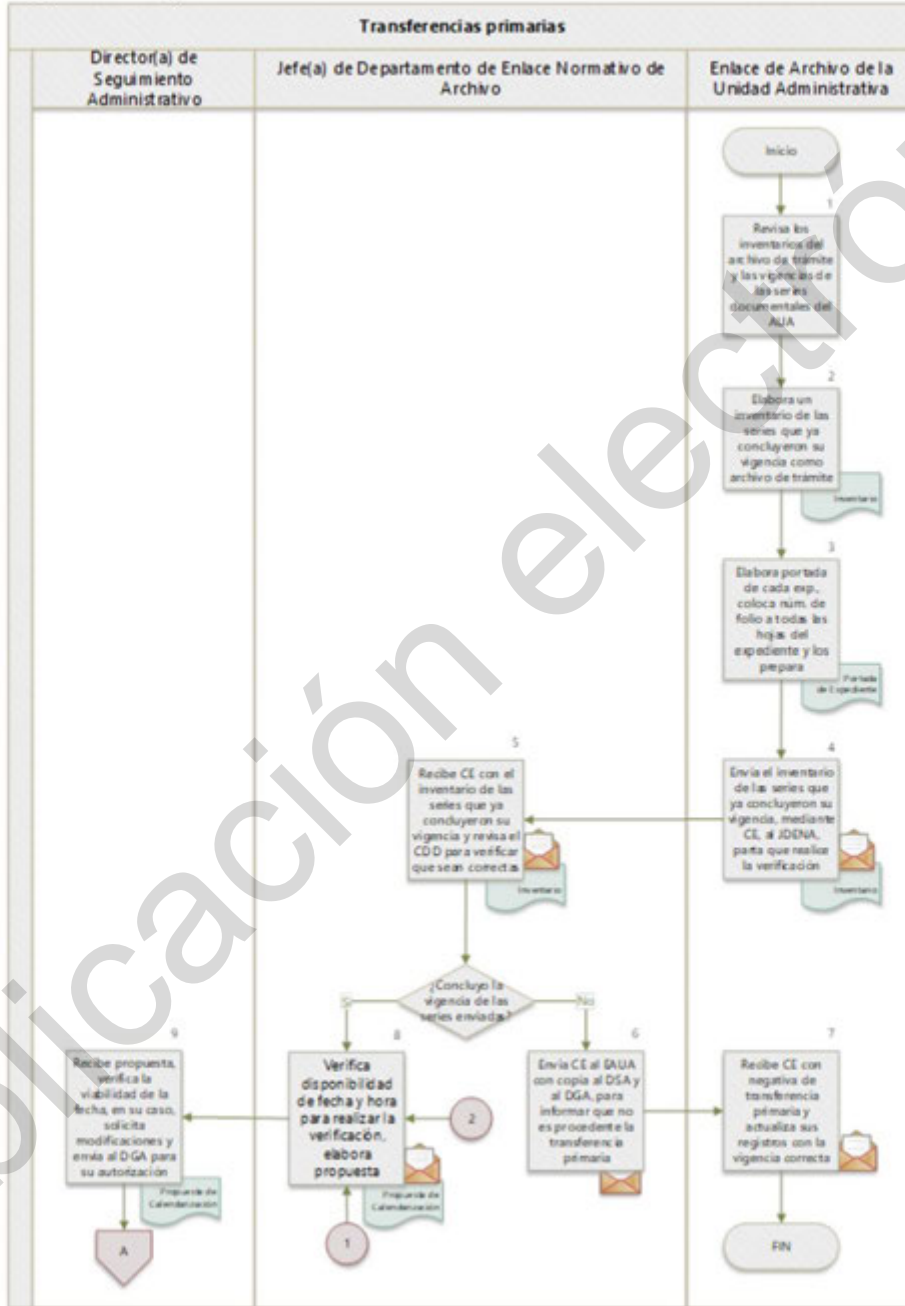 Transferencias primarias
Director(a) de
Seguimiento
Administrativo
Jefe(a) de Departamento de Enlace Normativo de
Archivo
Enlace de Archivo de la
Unidad Administrativa
Inicio
1
Revisa los
inventarios del
archivo de trámite
y las vigencias de
las series
documentales del
AUA
2
Elabora un
inventario de las
series que ya
concluyeron su
vigencia como
archivo de trámite
Inventario
3
Elabora portada
de cada exp.,
coloca núm. de
folio a todas las
hojas del
expediente y los
prepara
Portada
de Expediente
4
Envía el inventario
de las series que
ya concluyeron su
vigencia, mediante
CE, al JDENA,
parta que realice
la verificación
Inventario
5
Recibe CE con el
inventario de las
series que ya
concluyeron su
vigencia y revisa el
CDD para verificar
que sean correctas
Inventario
¿Concluyo la
vigencia de las
series enviadas?
Si
No
6
Envía CE al EAUA
con copia al DSA y
al DGA, para
informar que no
es procedente la
transferencia
primaria
7
Recibe CE con
negativa de
transferencia
primaria y
actualiza sus
registros con la
vigencia correcta
FIN
8
Verifica
disponibilidad
de fecha y hora
para realizar la
verificación,
elabora
propuesta
Propuesta de
Calendarización
2
1
9
Recibe propuesta,
verifica la
viabilidad de la
fecha, en su caso,
solicita
modificaciones y
envía al DGA para
su autorización
Propuesta de
Calendarización
A
plicación electró